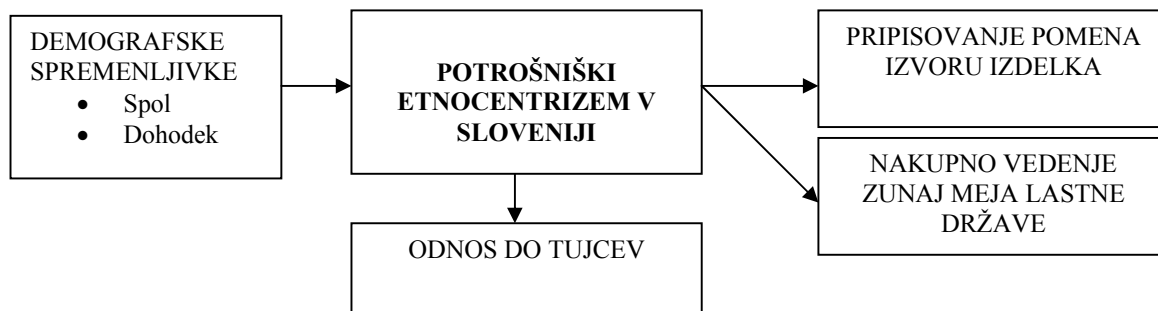 DEMOGRAFSKE
SPREMENLJIVKE
• Spol
• Dohodek
POTROŠNIŠKI
ETNOCENTRIZEM V
SLOVENIJI
PRIPISOVANJE POMENA
IZVORU IZDELKA
NAKUPNO VEDENJE
ZUNAJ MEJA LASTNE
DRŽAVE
ODNOS DO TUJCEV